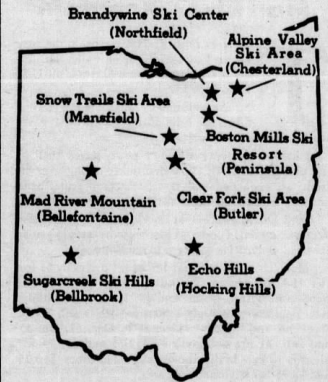 Brandywine Ski Center
(Northfield)
Alpine Valley
Ski Area
(Chesterland)
Snow Trails Ski Area
(Mansfield)
Boston Mills Ski
Resort
(Peninsula)
Mad River Mountain
(Bellefontaine)
Clear Fork Ski Area
(Butler)
Sugarcreek Ski Hills
(Bellbrook)
Echo Hills
(Hocking Hills)